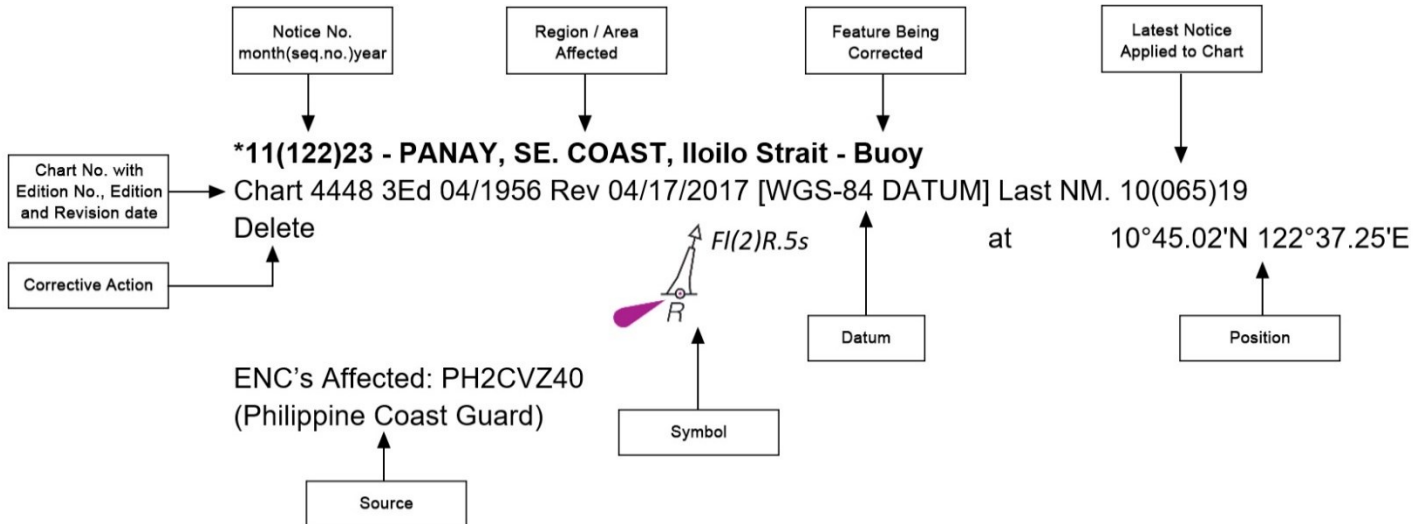 Notice No.
month(seq.no.)year
Region / Area
Affected
Feature Being
Corrected
Latest Notice
Applied to Chart
*11(122)23 - PANAY, SE. COAST, Iloilo Strait - Buoy
Chart No. with
Edition No., Edition
and Revision date
Chart 4448 3Ed 04/1956 Rev 04/17/2017 [WGS-84 DATUM] Last NM. 10(065)19
Delete
Fl(2)R.5s
at
10°45.02'N 122°37.25'E
Corrective Action
R
Datum
Position
ENC’s Affected: PH2CVZ40
(Philippine Coast Guard)
Symbol
Source